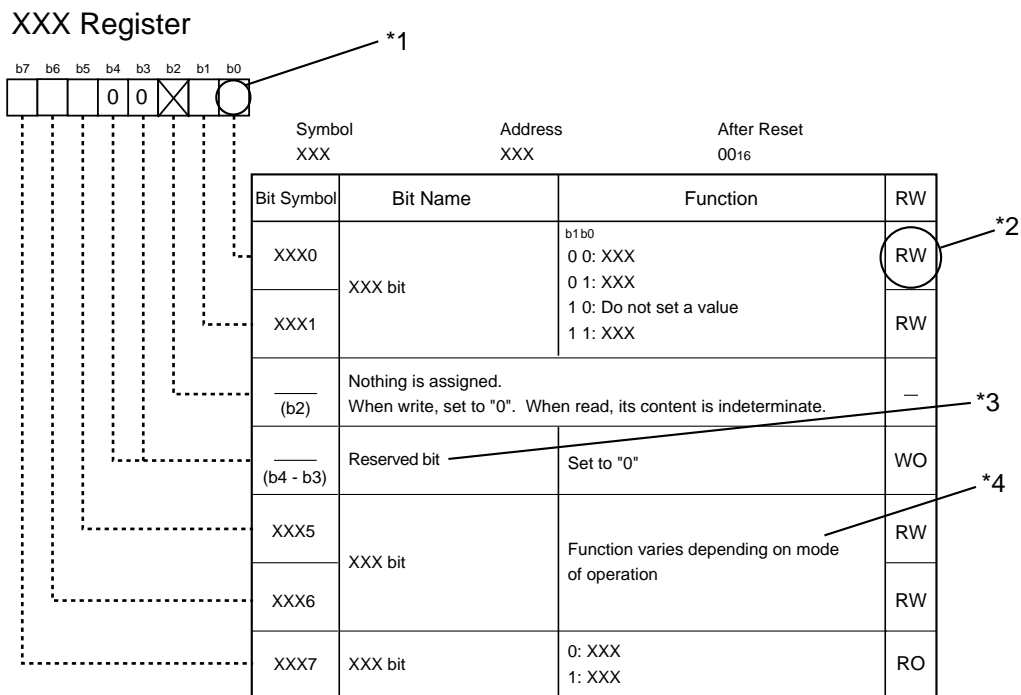 XXX Register
*1
b7 b6 b5 b4 b3 b2 b1 b0
0 0
Symbol Address After Reset
XXX XXX 0016
Bit Symbol Bit Name Function RW
*2
XXX0 XXX bit b1b0 RW
0 0: XXX
0 1: XXX
1 0: Do not set a value
XXX1 1 1: XXX RW
Nothing is assigned.
(b2) When write, set to "0". When read, its content is indeterminate. –
*3
Reserved bit Set to "0" WO
(b4 - b3)
*4
XXX5 RW
XXX bit Function varies depending on mode
of operation
XXX6 RW
XXX7 XXX bit 0: XXX RO
1: XXX